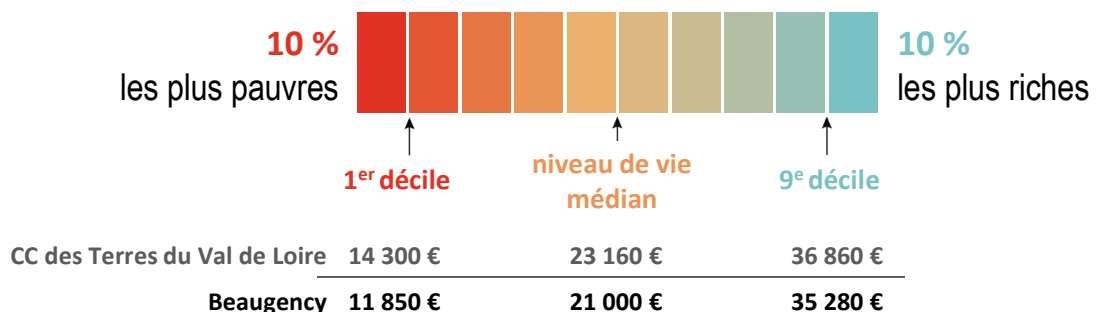 10 %
les plus pauvres
10 %
les plus riches
1er décile
niveau de vie
médian
9e décile
CC des Terres du Val de Loire 14 300 € 23 160 € 36 860 €
Beaugency 11 850 € 21 000 € 35 280 €